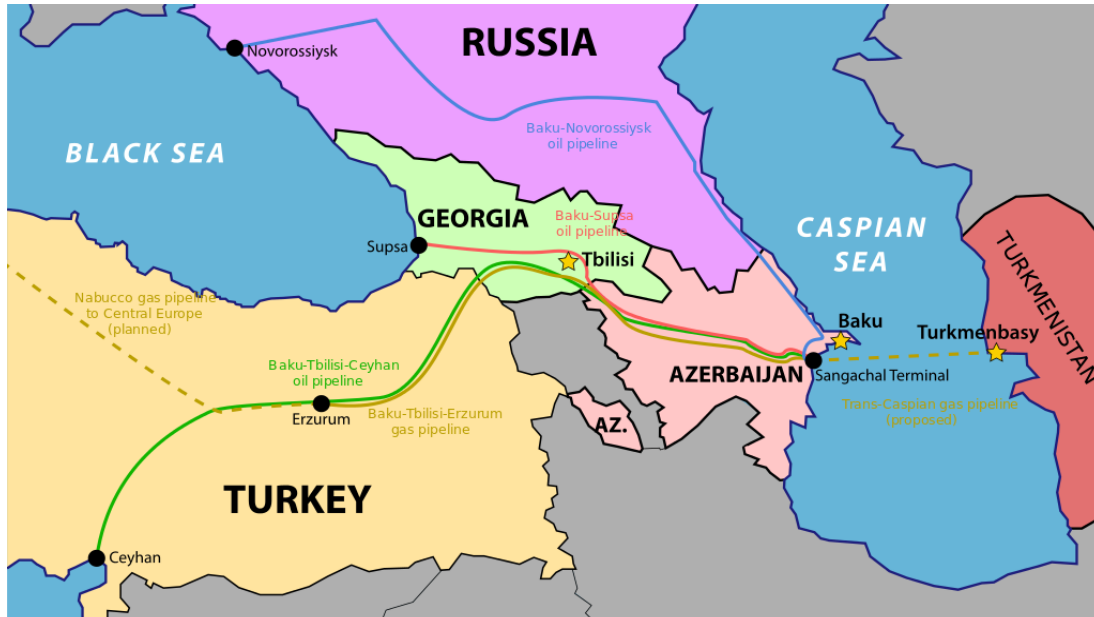 RUSSIA
Novorossiysk
Baku-Novorossiysk
oil pipeline
BLACK SEA
GEORGIA
Baku-Supsa
oil pipeline
Supsa
Tbilisi
CASPIAN
SEA
TURKMENISTAN
Nabucco gas pipeline
to Central Europe
(planned)
Baku
Turkmenbasy
Baku-Tbilisi-Ceyhan
oil pipeline
AZERBAIJAN
Sangachal Terminal
Erzurum
Baku-Tbilisi-Erzurum
gas pipeline
Trans-Caspian gas pipeline
(proposed)
AZ.
TURKEY
Ceyhan